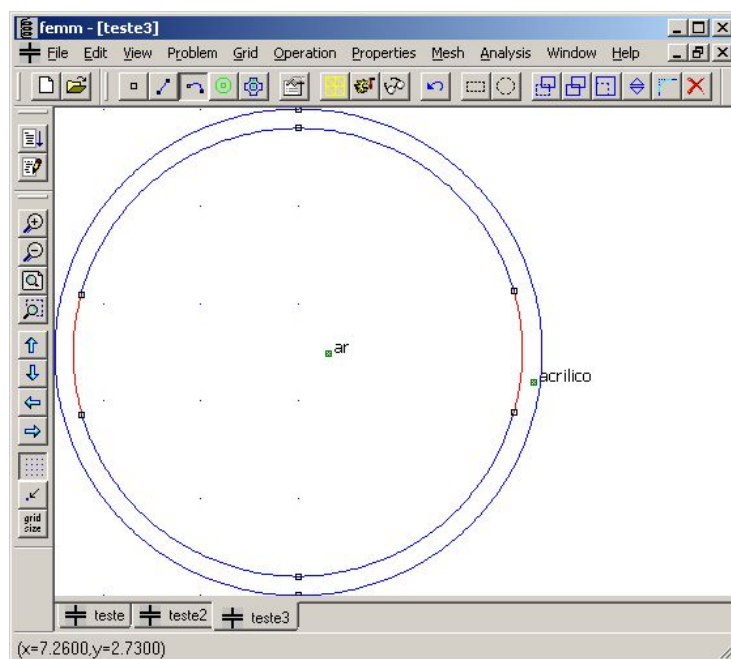 femm - [teste3]
File Edit View Problem Grid Operation Properties Mesh Analysis Window Help
grid
size
ar
acrilico
teste teste2 teste3
(x=7.2600,y=2.7300)